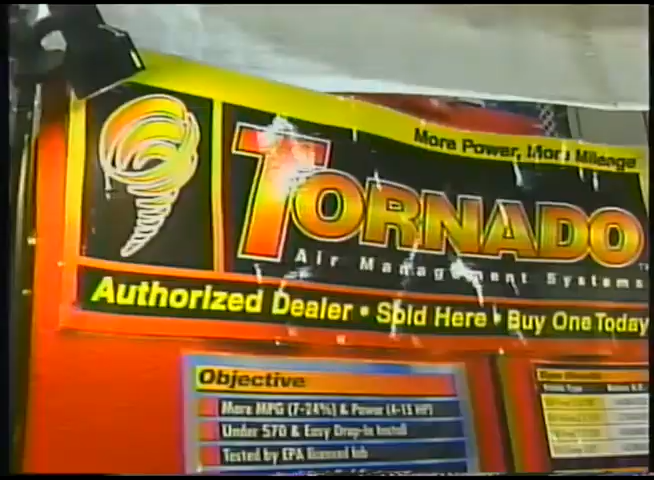 More Power, More Mileage
TORNADO
TM
Air Management Systems
Authorized Dealer • Sold Here • Buy One Today
Objective
More MPG (7-24%) & Power (4-15 HP)
Under $70 & Easy Drop-In Install
Tested by EPA licensed lab